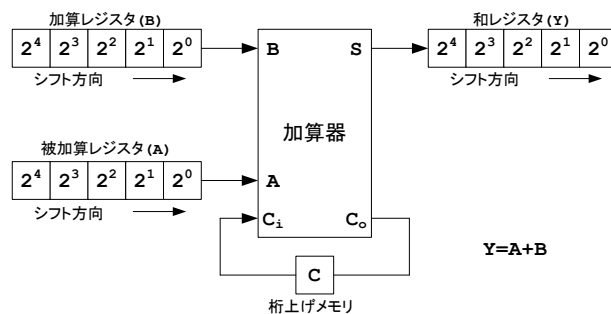 加算レジスタ(B)
2⁴ 2³ 2² 2¹ 2⁰
シフト方向
被加算レジスタ(A)
2⁴ 2³ 2² 2¹ 2⁰
シフト方向
B S
加算器
A
Cᵢ Cₒ
C
桁上げメモリ
和レジスタ(Y)
2⁴ 2³ 2² 2¹ 2⁰
シフト方向
Y=A+B